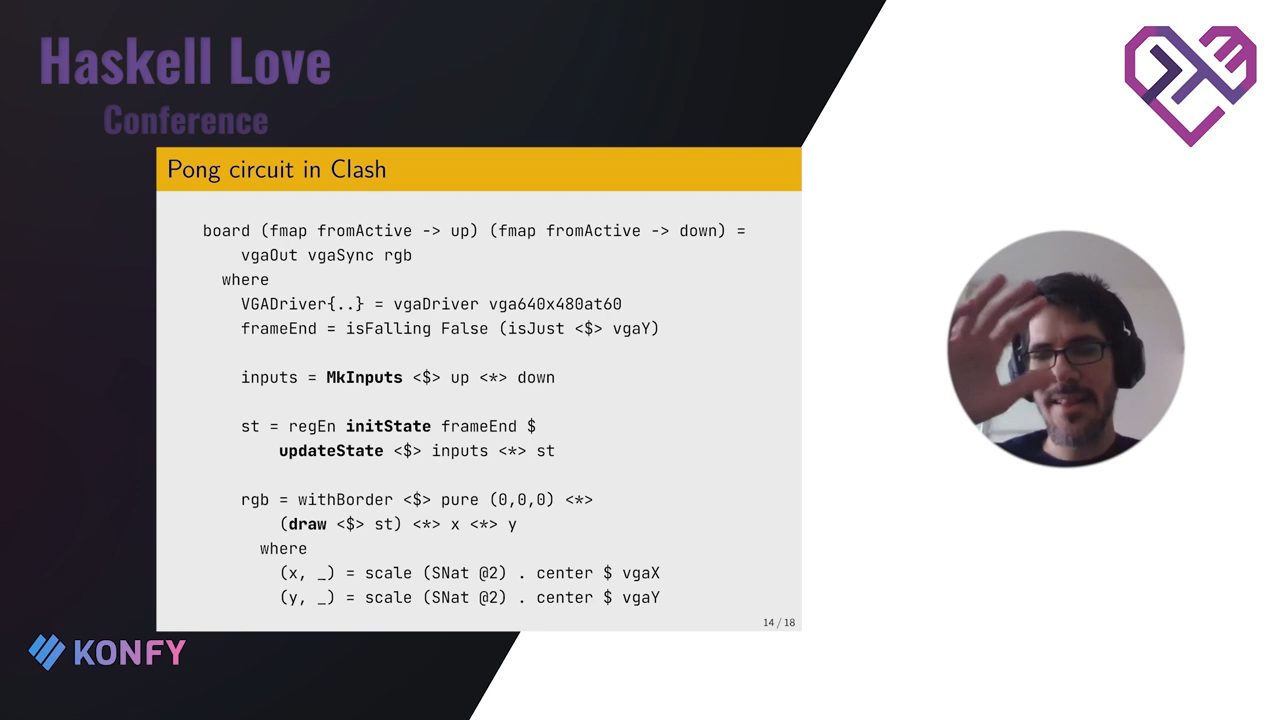 Haskell Love
Conference
Pong circuit in Clash
board (fmap fromActive -> up) (fmap fromActive -> down) =
    vgaOut vgaSync rgb
  where
    VGADriver{..} = vgaDriver vga640x480at60
    frameEnd = isFalling False (isJust <$> vgaY)
    inputs = MkInputs <$> up <*> down
    st = regEn initState frameEnd $
        updateState <$> inputs <*> st
    rgb = withBorder <$> pure (0,0,0) <*>
        (draw <$> st) <*> x <*> y
      where
        (x, _) = scale (SNat @2) . center $ vgaX
        (y, _) = scale (SNat @2) . center $ vgaY
14 / 18
KONFY